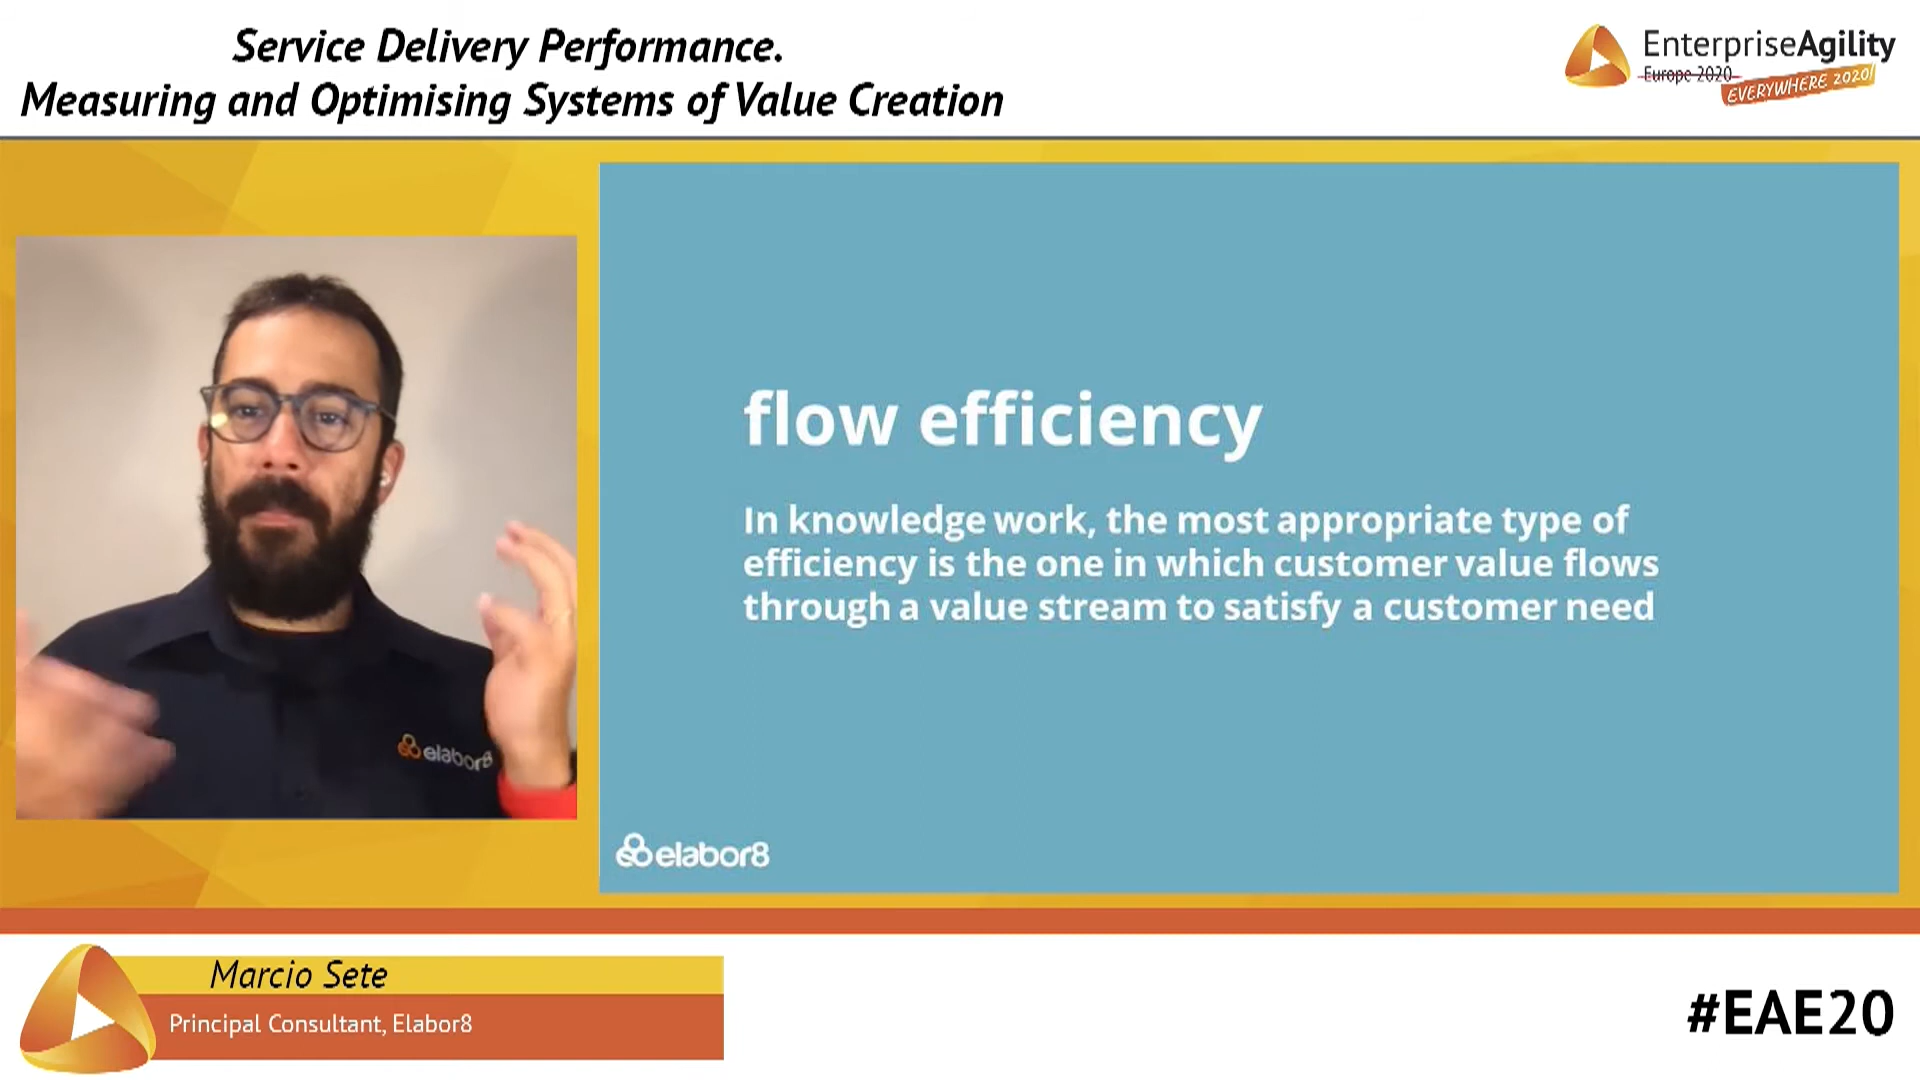 Service Delivery Performance.
Measuring and Optimising Systems of Value Creation
EnterpriseAgility
Europe 2020
EVERYWHERE 2020!
flow efficiency
In knowledge work, the most appropriate type of
efficiency is the one in which customer value flows
through a value stream to satisfy a customer need
elabor8
elabor8
Marcio Sete
Principal Consultant, Elabor8
#EAE20